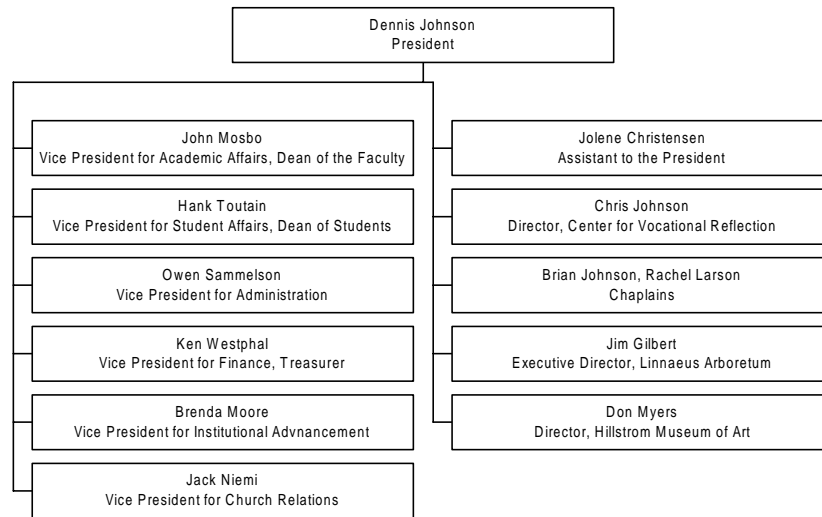 Dennis Johnson
President
John Mosbo
Vice President for Academic Affairs, Dean of the Faculty
Hank Toutain
Vice President for Student Affairs, Dean of Students
Owen Sammelson
Vice President for Administration
Ken Westphal
Vice President for Finance, Treasurer
Brenda Moore
Vice President for Institutional Advnancement
Jack Niemi
Vice President for Church Relations
Jolene Christensen
Assistant to the President
Chris Johnson
Director, Center for Vocational Reflection
Brian Johnson, Rachel Larson
Chaplains
Jim Gilbert
Executive Director, Linnaeus Arboretum
Don Myers
Director, Hillstrom Museum of Art